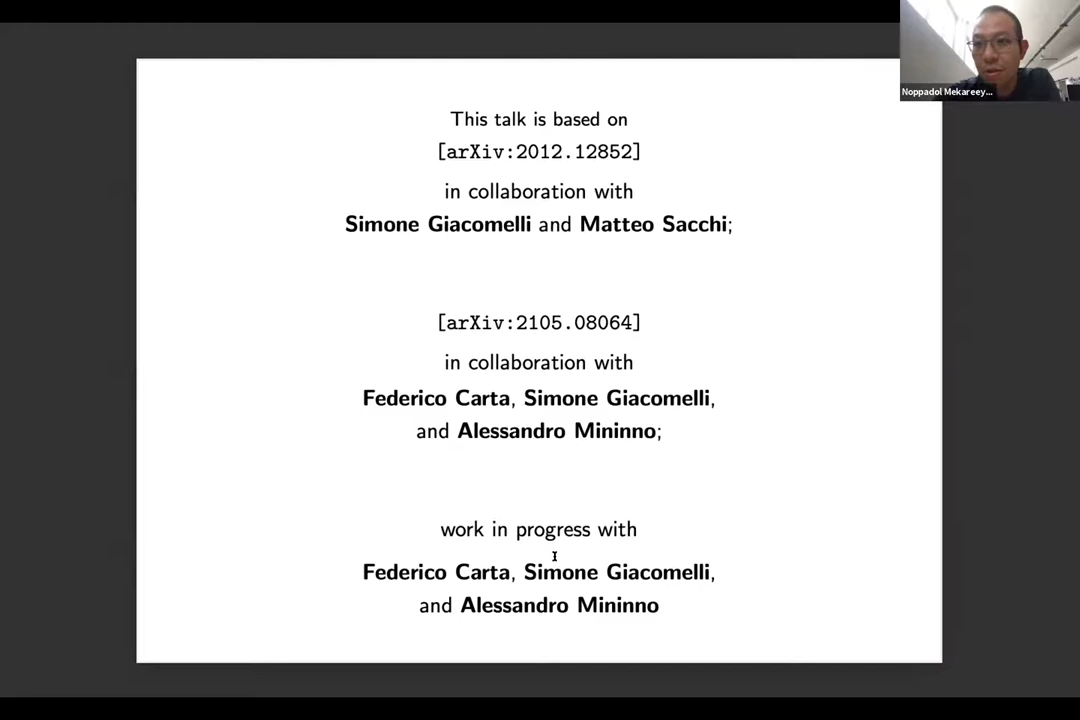 Noppadol Mekareey...
This talk is based on
[arXiv:2012.12852]
in collaboration with
Simone Giacomelli and Matteo Sacchi;
[arXiv:2105.08064]
in collaboration with
Federico Carta, Simone Giacomelli,
and Alessandro Mininno;
work in progress with
Federico Carta, Simone Giacomelli,
and Alessandro Mininno